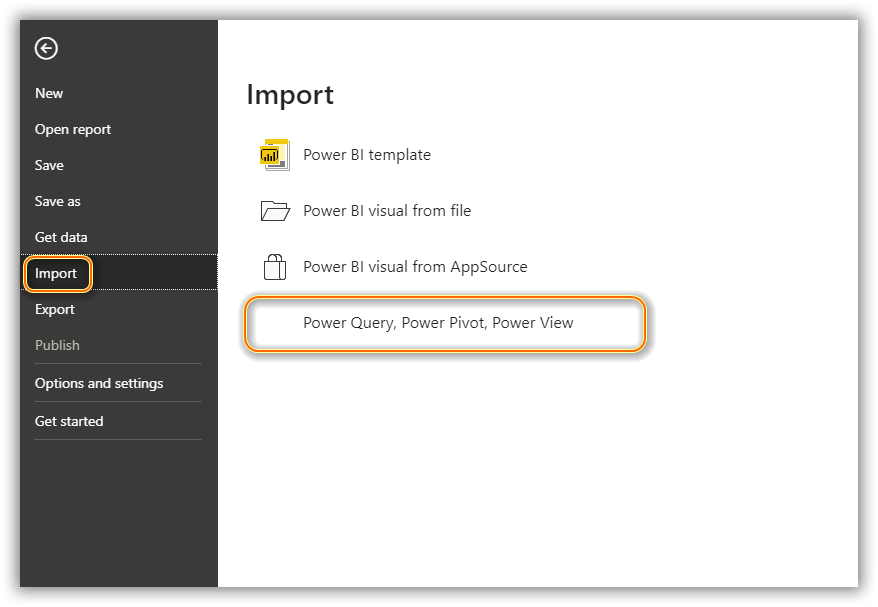 New
Open report
Save
Save as
Get data
Import
Export
Publish
Options and settings
Get started
Import
Power BI template
Power BI visual from file
Power BI visual from AppSource
Power Query, Power Pivot, Power View